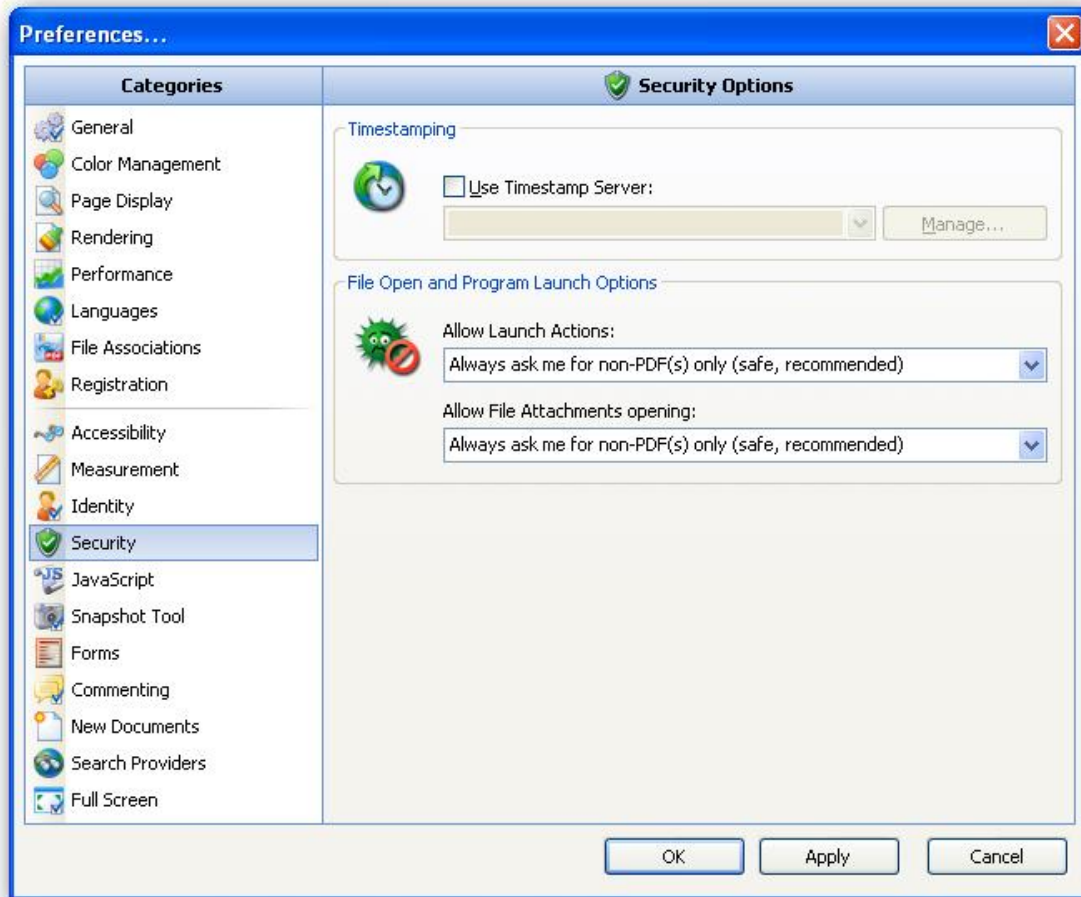 Preferences...
Categories
General
Color Management
Page Display
Rendering
Performance
Languages
File Associations
Registration
Accessibility
Measurement
Identity
Security
JavaScript
Snapshot Tool
Forms
Commenting
New Documents
Search Providers
Full Screen
Security Options
Timestamping
Use Timestamp Server:
Manage...
File Open and Program Launch Options
Allow Launch Actions:
Always ask me for non-PDF(s) only (safe, recommended)
Allow File Attachments opening:
Always ask me for non-PDF(s) only (safe, recommended)
OK
Apply
Cancel